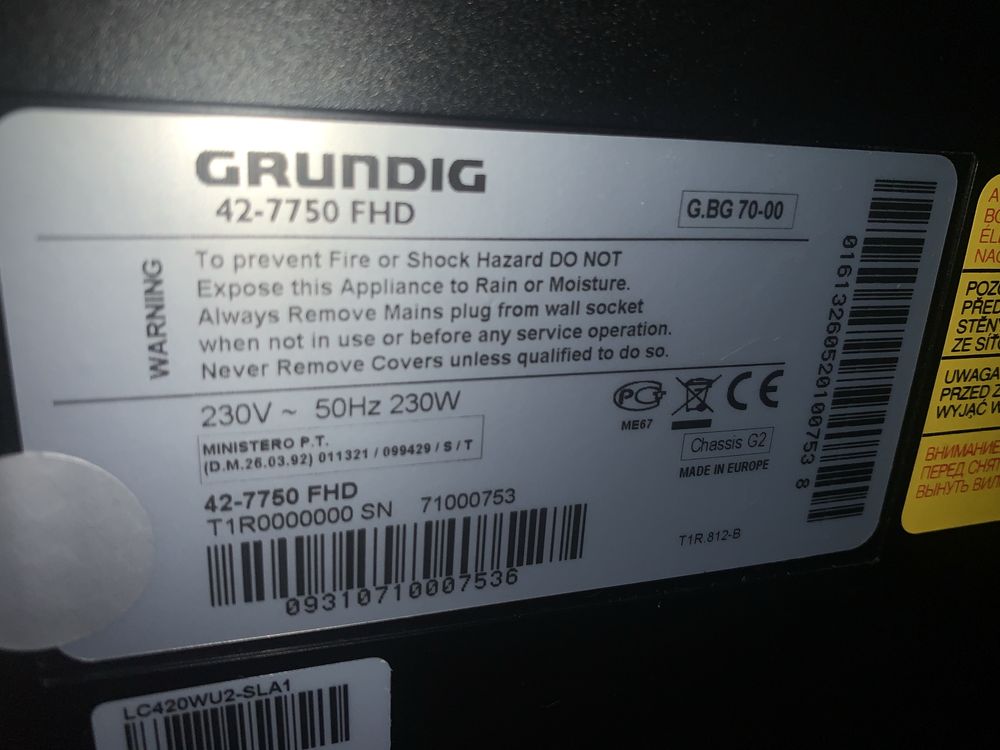 GRUNDIG
42-7750 FHD
G.BG 70-00
WARNING
To prevent Fire or Shock Hazard DO NOT
Expose this Appliance to Rain or Moisture.
Always Remove Mains plug from wall socket
when not in use or before any service operation.
Never Remove Covers unless qualified to do so.
230V ~ 50Hz 230W
MINISTERO P.T.
(D.M.26.03.92) 011321 / 099429 / S / T
ME67
CE
Chassis G2
MADE IN EUROPE
42-7750 FHD
T1R0000000 SN 71000753
09310710007536
T1R.812-B
01613260520100753 8
LC420WU2-SLA1
POZO
PŘED
STĚNY
ZE SÍŤO
UWAGA
PRZED Z
WYJĄĆ W
ВНИМАНИЕ
ПЕРЕД СНЯТ
ВЫНУТЬ ВИЛ